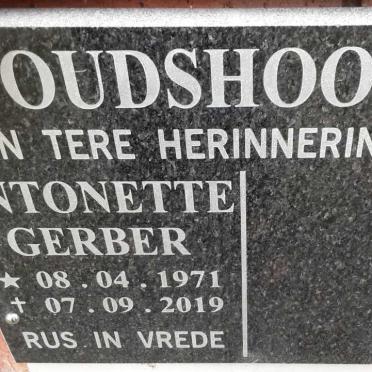 OUDSHOO
N TERE HERINNERIN
NTONETTE
GERBER
★ 08 . 04 . 1971
✝ 07 . 09 . 2019
RUS IN VREDE